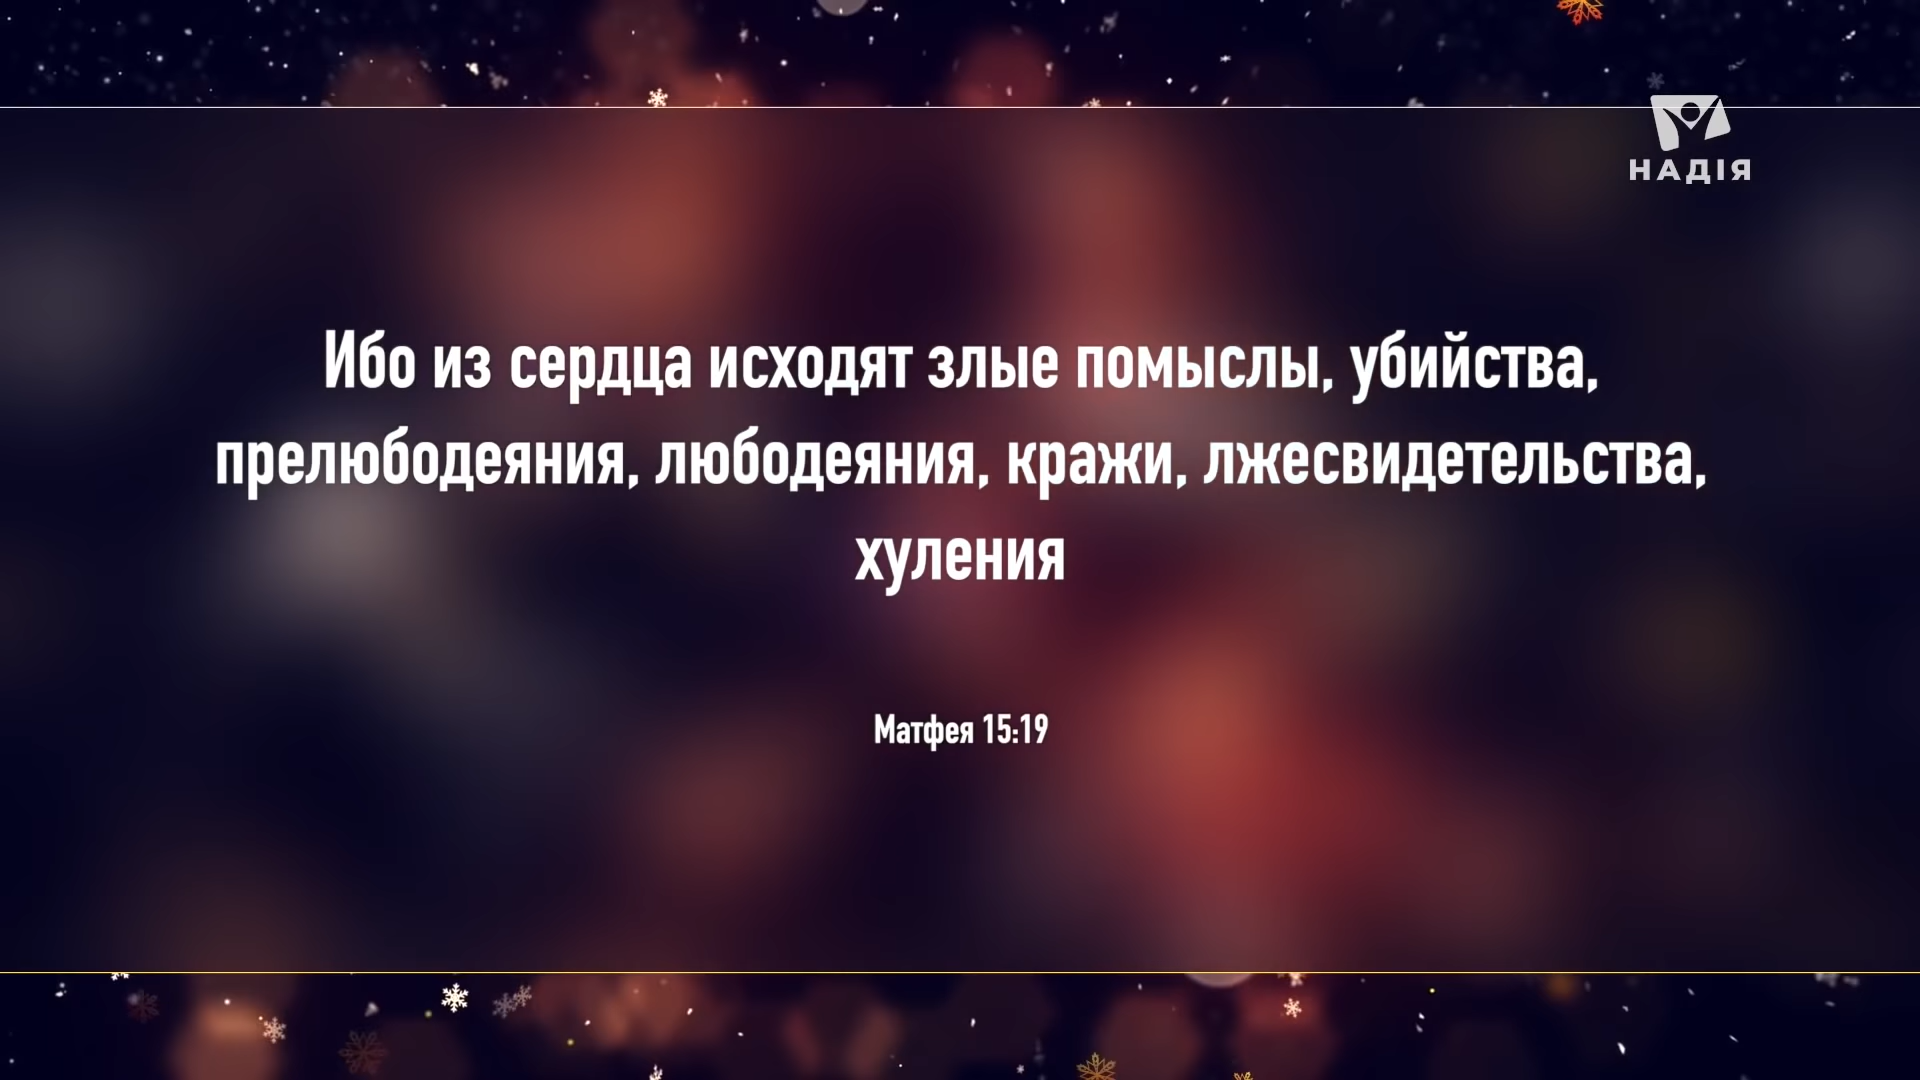 НАДІЯ
Ибо из сердца исходят злые помыслы, убийства,
прелюбодеяния, любодеяния, кражи, лжесвидетельства,
хуления
Матфея 15:19